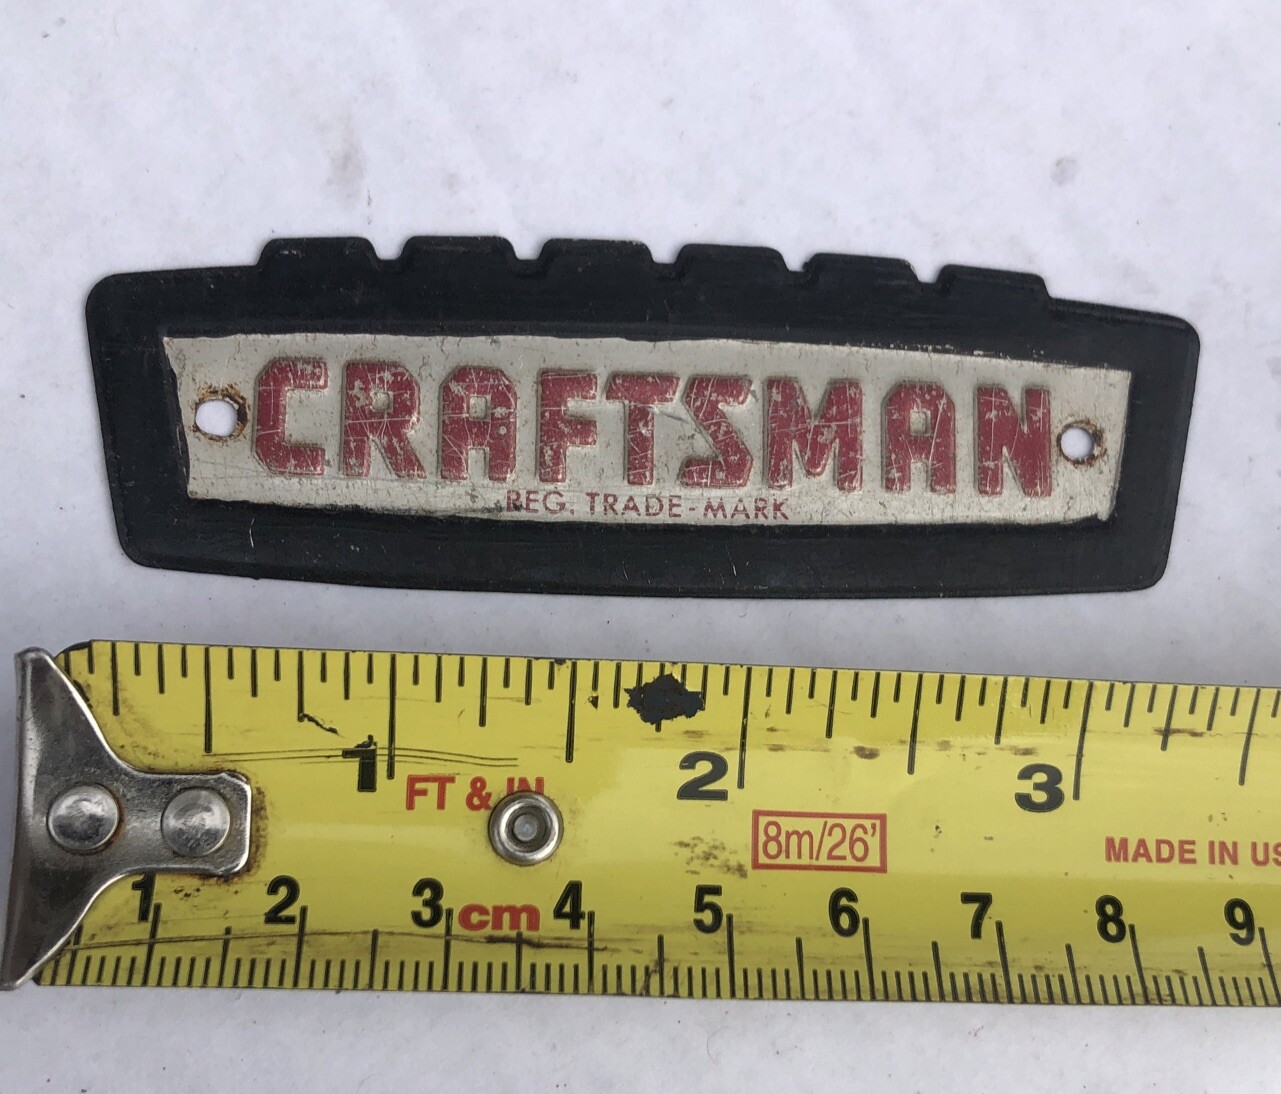 CRAFTSMAN
REG. TRADE-MARK
1 2 3
FT & IN
8m/26'
MADE IN US
1 2 3 cm 4 5 6 7 8 9